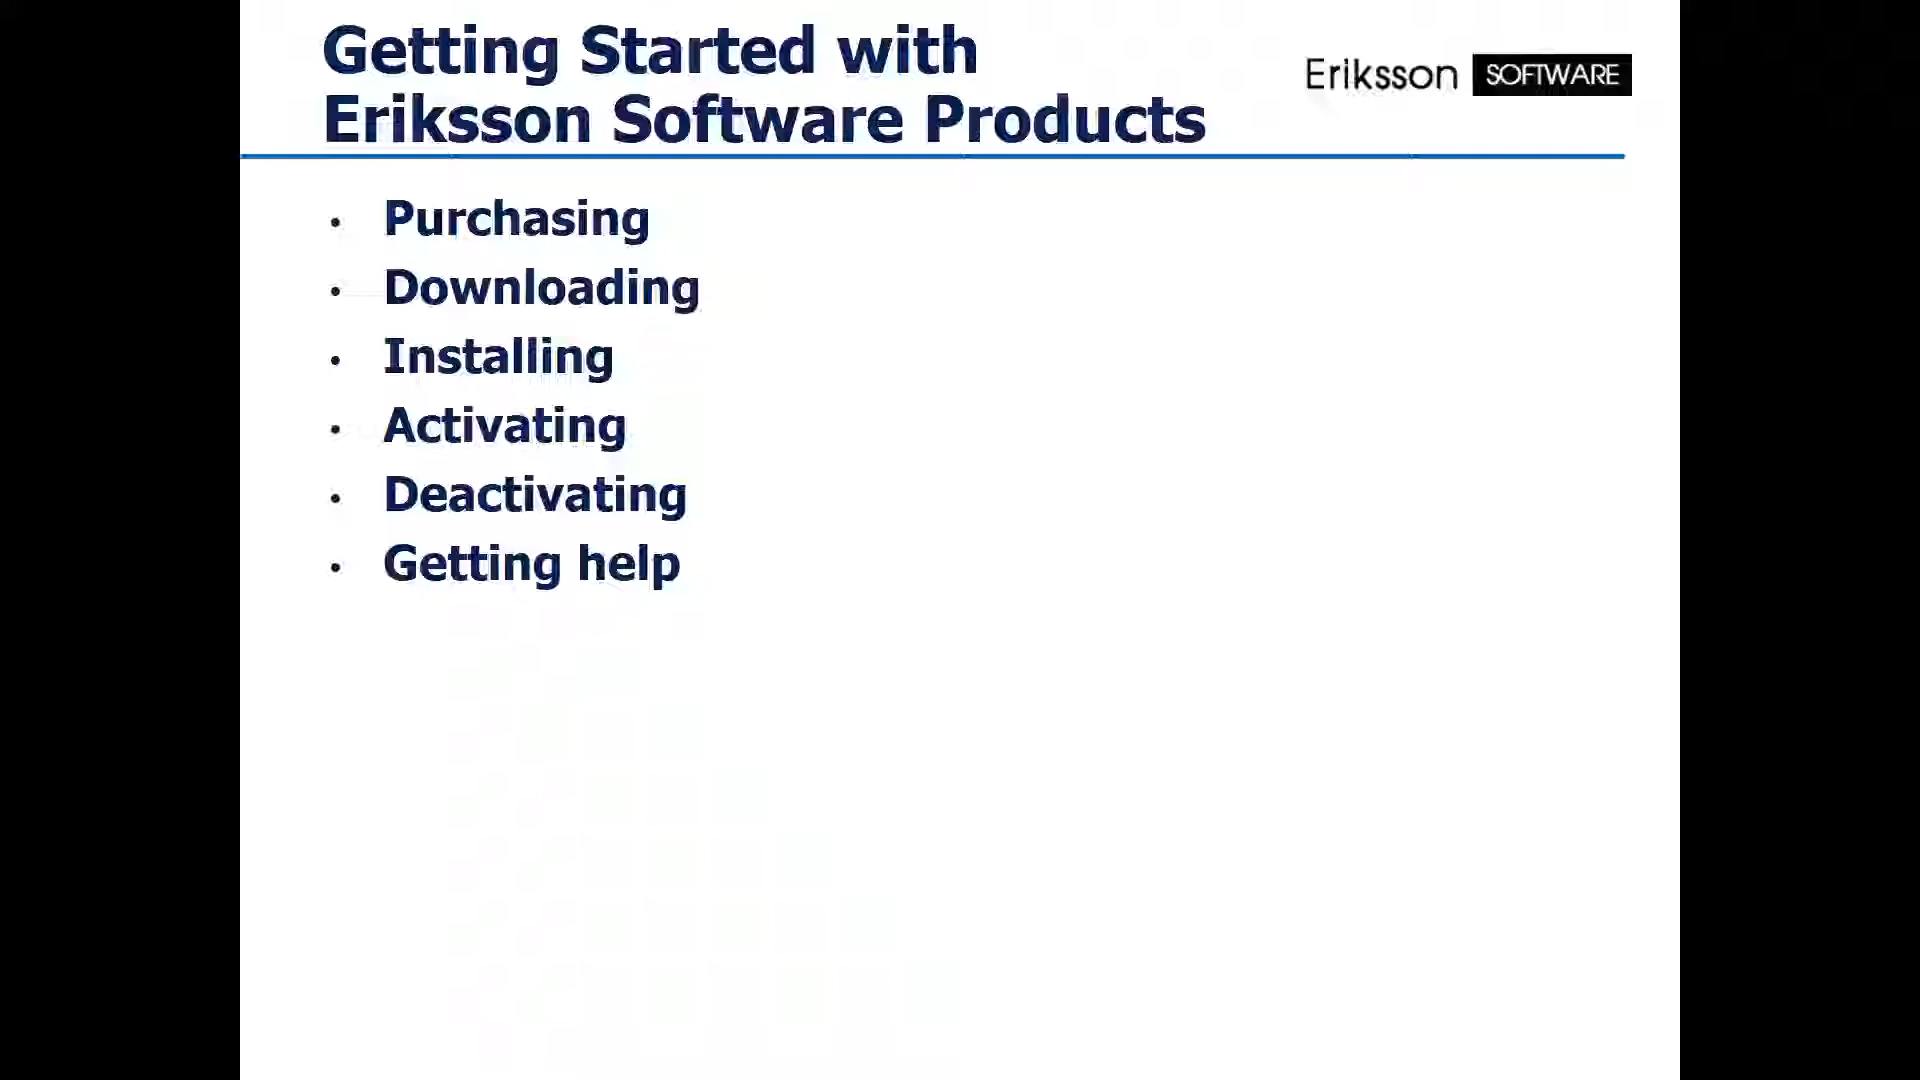 Getting Started with
Eriksson Software Products
Eriksson SOFTWARE
• Purchasing
• Downloading
• Installing
• Activating
• Deactivating
• Getting help